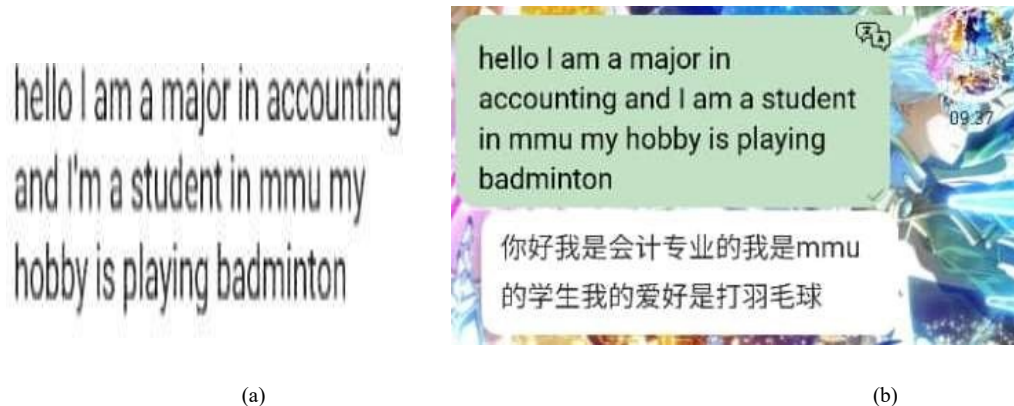 hello I am a major in accounting
and I'm a student in mmu my
hobby is playing badminton
hello I am a major in
accounting and I am a student
in mmu my hobby is playing
badminton
09:37
你好我是会计专业的我是mmu
的学生我的爱好是打羽毛球
(a)
(b)